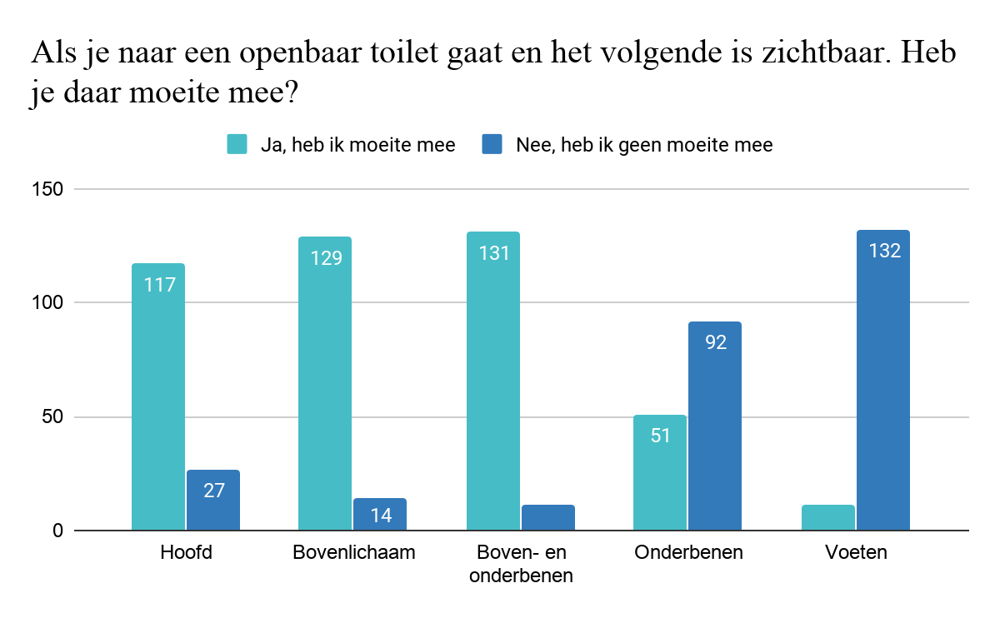 Als je naar een openbaar toilet gaat en het volgende is zichtbaar. Heb
je daar moeite mee?
Ja, heb ik moeite mee
Nee, heb ik geen moeite mee
150
100
50
0
117
27
129
14
131
51
92
132
Hoofd
Bovenlichaam
Boven- en
onderbenen
Onderbenen
Voeten